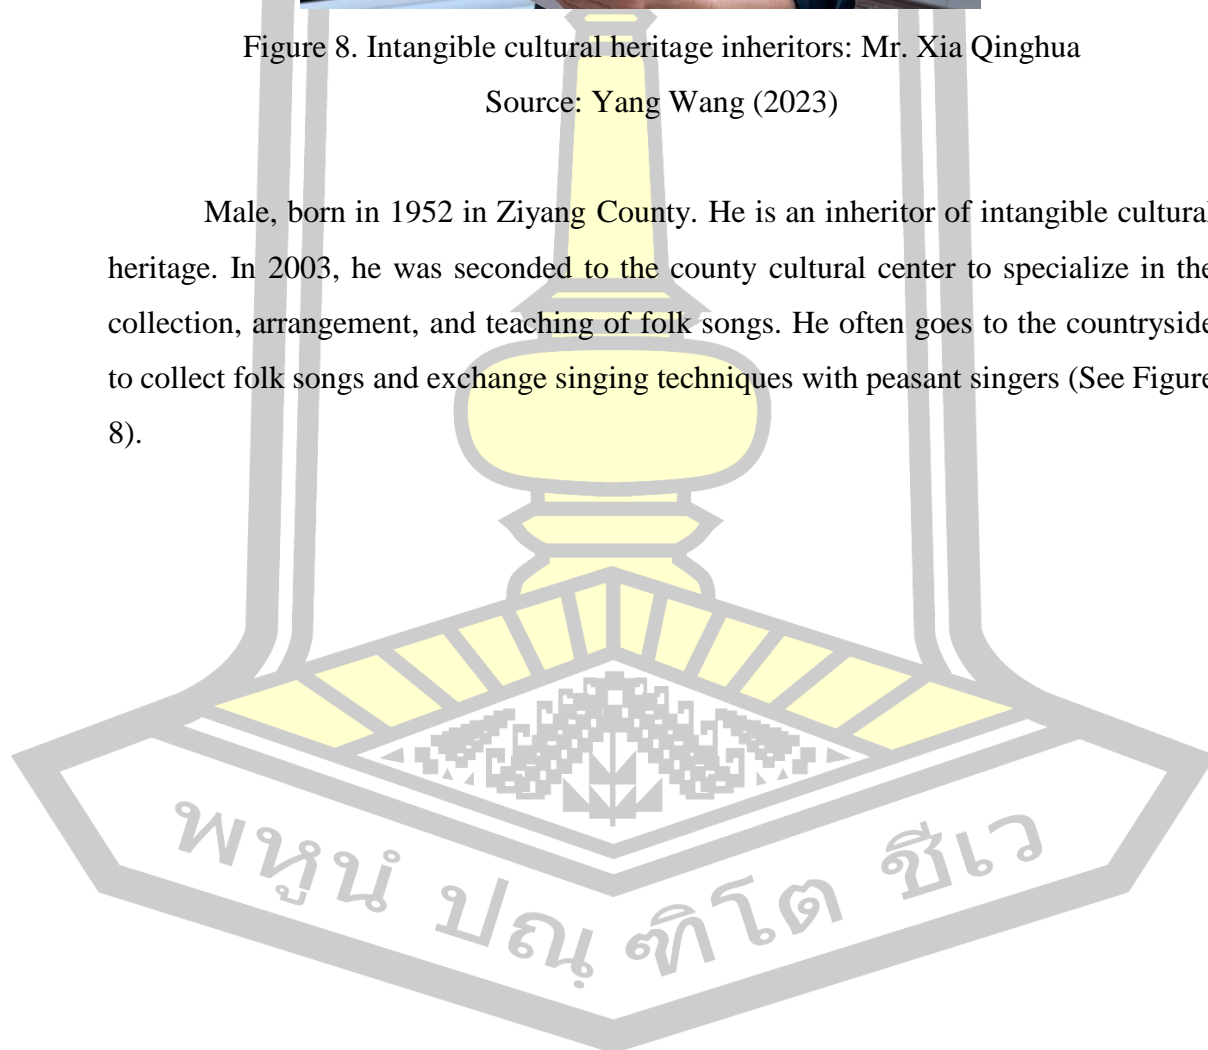 Figure 8. Intangible cultural heritage inheritors: Mr. Xia Qinghua
Source: Yang Wang (2023)
Male, born in 1952 in Ziyang County. He is an inheritor of intangible cultural
heritage. In 2003, he was seconded to the county cultural center to specialize in the
collection, arrangement, and teaching of folk songs. He often goes to the countryside
to collect folk songs and exchange singing techniques with peasant singers (See Figure
8).
พหูนํ ปณฺฑิโต ชีเว